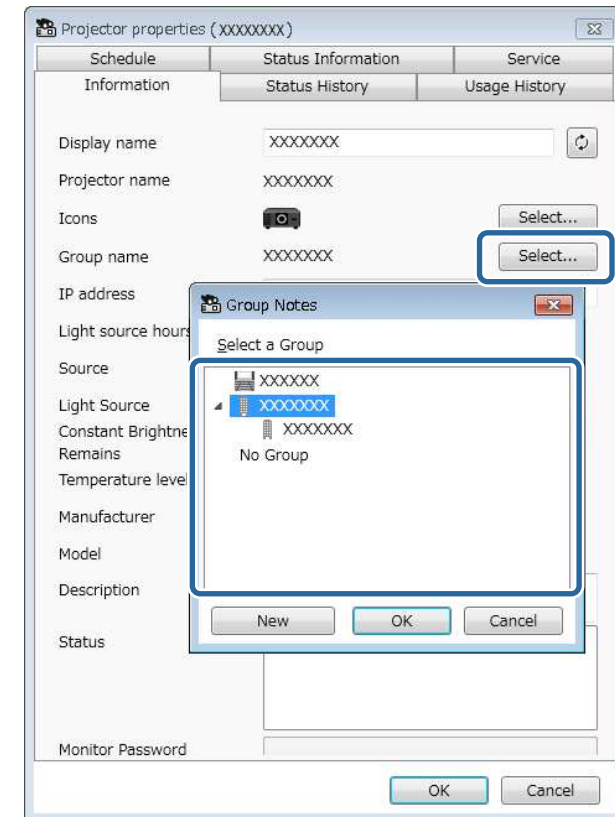 Projector properties (XXXXXXXX)
Schedule Status Information Service
Information Status History Usage History
Display name XXXXXXX
Projector name XXXXXXX
Icons Select...
Group name XXXXXXX Select...
IP address
Group Notes
Light source hours
Select a Group
Source
XXXXXX
Light Source XXXXXXX
Constant Brightne XXXXXXX
Remains No Group
Temperature level
Manufacturer
Model
Description
New OK Cancel
Status
Monitor Password
OK Cancel